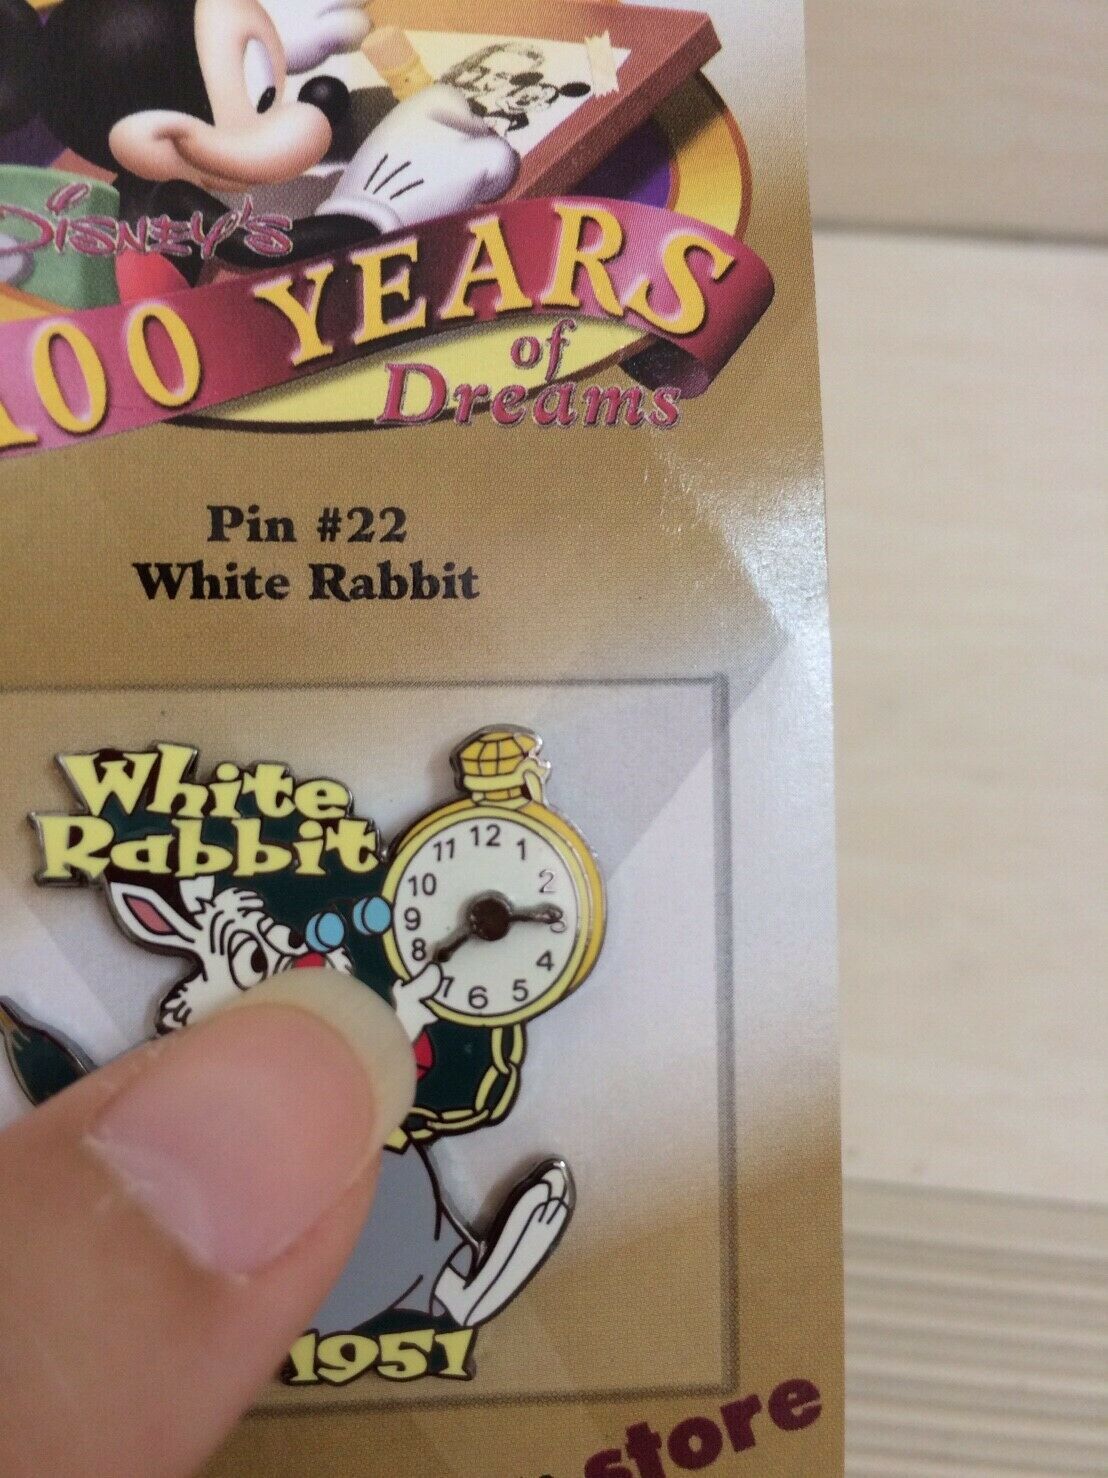 DISNEY'S
100 YEARS
of
Dreams
Pin #22
White Rabbit
White
Rabbit
12
11 1
10 2
9 3
8 4
7 6 5
1951
store